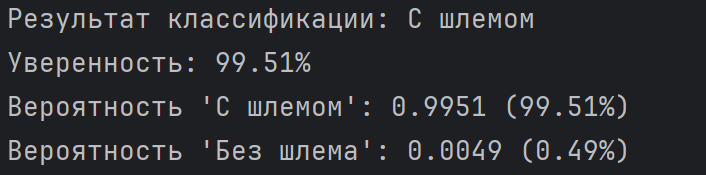 Результат классификации: С шлемом
Уверенность: 99.51%
Вероятность 'С шлемом': 0.9951 (99.51%)
Вероятность 'Без шлема': 0.0049 (0.49%)